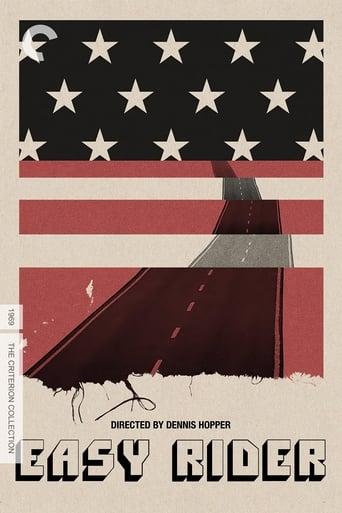 1969
THE CRITERION COLLECTION
DIRECTED BY DENNIS HOPPER
EASY RIDER